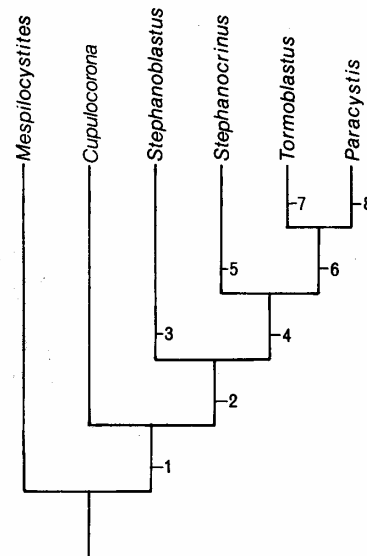 Mespilocystites
Cupulocorona
Stephanoblastus
Stephanocrinus
Tormoblastus
Paracystis
7
8
5
6
3
4
2
1